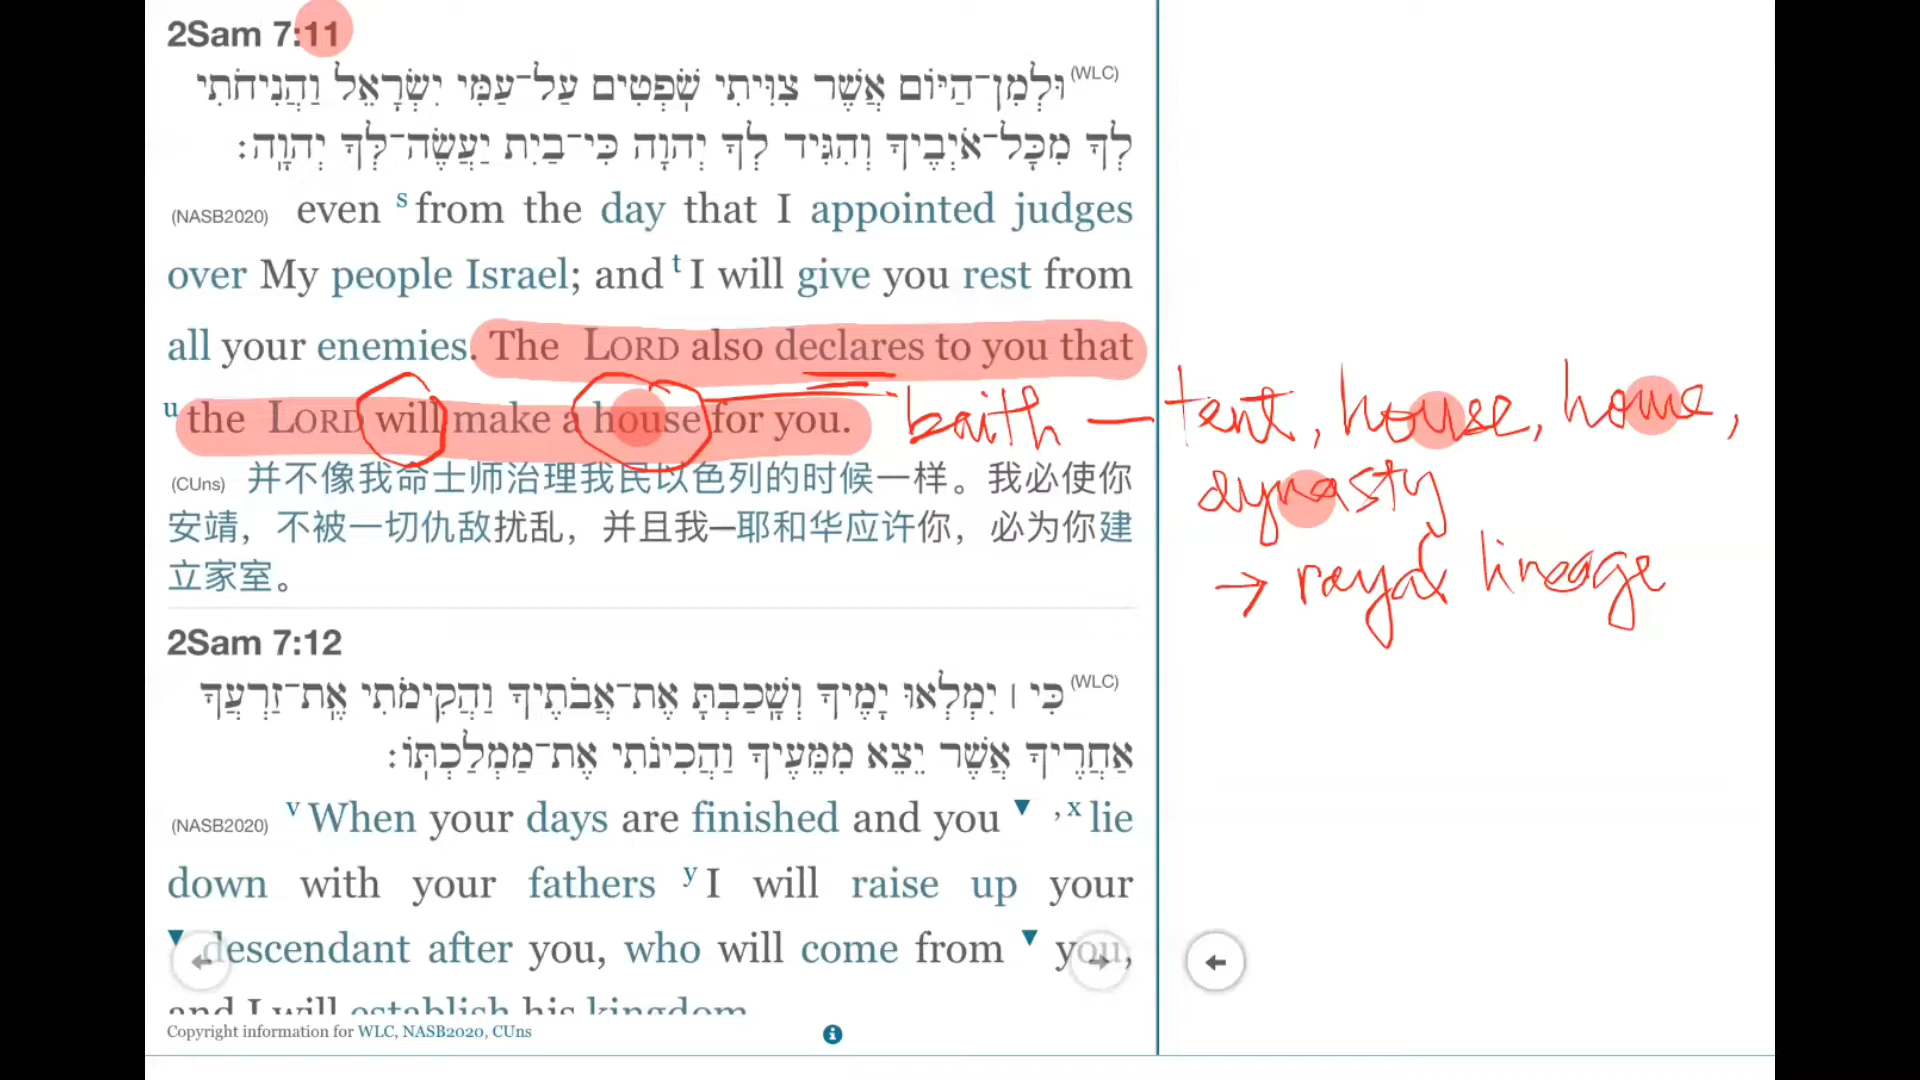 2Sam 7:11
(WLC) וּלְמִן־הַיּוֹם אֲשֶׁר צִוִּיתִי שֹׁפְטִים עַל־עַמִּי יִשְׂרָאֵל וַהֲנִיחֹתִי
לְךָ מִכָּל־אֹיְבֶיךָ וְהִגִּיד לְךָ יְהוָה כִּי־בַיִת יַעֲשֶׂה־לְּךָ יְהוָֽה׃
(NASB2020) even s from the day that I appointed judges
over My people Israel; and t I will give you rest from
all your enemies. The LORD also declares to you that
u the LORD will make a house for you.
baith — tent, house, home,
dynasty
→ royal lineage
(CUns) 并不像我命士师治理我民以色列的时候一样。我必使你
安靖，不被一切仇敌扰乱，并且我─耶和华应许你，必为你建
立家室。
2Sam 7:12
(WLC) כִּי ׀ יִמְלְאוּ יָמֶיךָ וְשָֽׁכַבְתָּ אֶת־אֲבֹתֶיךָ וַהֲקִימֹתִי אֶֽת־זַרְעֲךָ
אַחֲרֶיךָ אֲשֶׁר יֵצֵא מִמֵּעֶיךָ וַהֲכִינֹתִי אֶת־מַמְלַכְתּֽוֹ׃
(NASB2020) v When your days are finished and you ▼ , x lie
down with your fathers y I will raise up your
▼ descendant after you, who will come from ▼ you,
and I will establish his kingdom
Copyright information for WLC, NASB2020, CUns